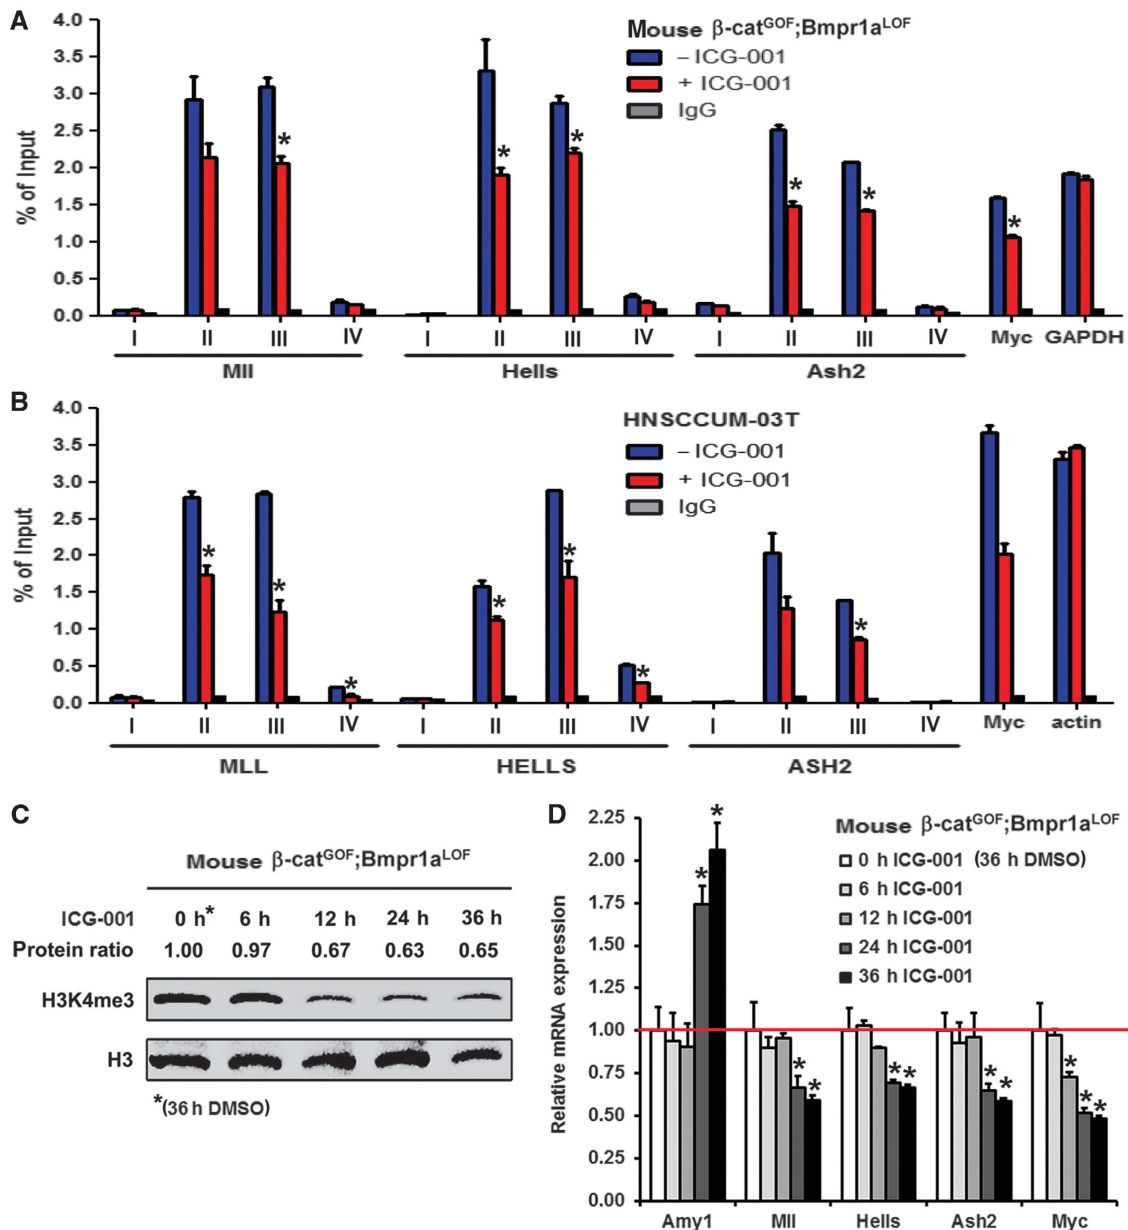 A
Mouse β-catGOF;Bmpr1aLOF
– ICG-001
+ ICG-001
IgG
% of Input
4.0
3.5
3.0
2.5
2.0
1.5
1.0
0.5
0.0
* * * * * *
I II III IV I II III IV I II III IV Myc GAPDH
Mll Hells Ash2
B
HNSCCUM-03T
– ICG-001
+ ICG-001
IgG
% of Input
4.0
3.5
3.0
2.5
2.0
1.5
1.0
0.5
0.0
* * * * * * *
I II III IV I II III IV I II III IV Myc actin
MLL HELLS ASH2
C
Mouse β-catGOF;Bmpr1aLOF
ICG-001 0 h* 6 h 12 h 24 h 36 h
Protein ratio 1.00 0.97 0.67 0.63 0.65
H3K4me3
H3
*(36 h DMSO)
D
Mouse β-catGOF;Bmpr1aLOF
0 h ICG-001 (36 h DMSO)
6 h ICG-001
12 h ICG-001
24 h ICG-001
36 h ICG-001
Relative mRNA expression
2.25
2.00
1.75
1.50
1.25
1.00
0.75
0.50
0.25
0.00
* * * * * * * * * * *
Amy1 Mll Hells Ash2 Myc